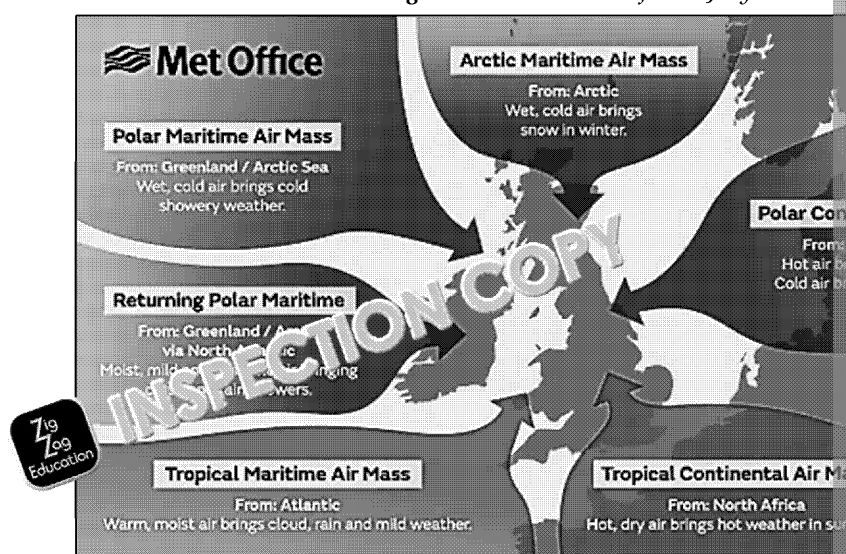 Met Office
Arctic Maritime Air Mass
From: Arctic
Wet, cold air brings
snow in winter.
Polar Maritime Air Mass
From: Greenland / Arctic Sea
Wet, cold air brings cold
showery weather.
Polar
From:
Hot air
Cold air
Returning Polar Maritime
From: Greenland /
via North
Moist, mild
INSPECTION COPY
Zig
Zag
Education
Tropical Maritime Air Mass
From: Atlantic
Warm, moist air brings cloud, rain and mild weather.
Tropical Continental Air
From: North Africa
Hot, dry air brings hot weather in